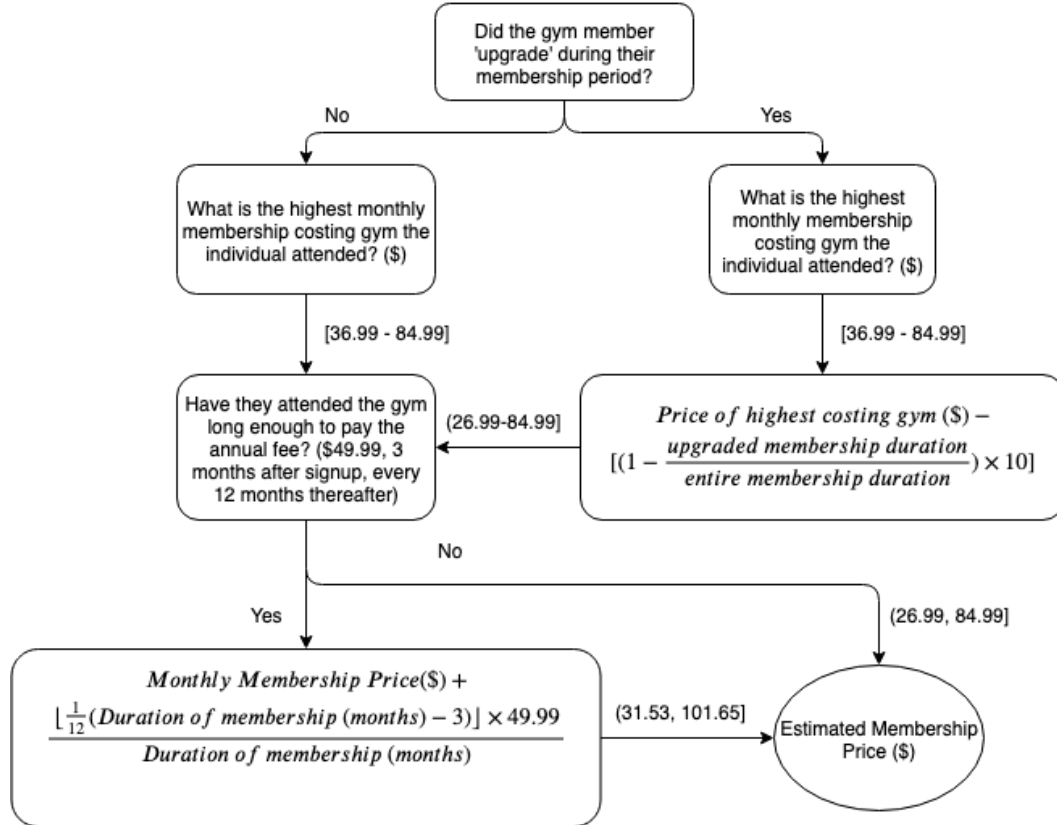 Did the gym member
'upgrade' during their
membership period?
No
Yes
What is the highest monthly
membership costing gym the
individual attended? ($)
What is the highest
monthly membership
costing gym the
individual attended? ($)
[36.99 - 84.99]
[36.99 - 84.99]
Have they attended the gym
long enough to pay the
annual fee? ($49.99, 3
months after signup, every
12 months thereafter)
(26.99-84.99]
Price of highest costing gym ($) −
[(1 − upgraded membership duration / entire membership duration) × 10]
No
Yes
(26.99, 84.99]
Monthly Membership Price($) +
⌊1/12(Duration of membership (months) − 3)⌋ × 49.99
Duration of membership (months)
(31.53, 101.65]
Estimated Membership
Price ($)